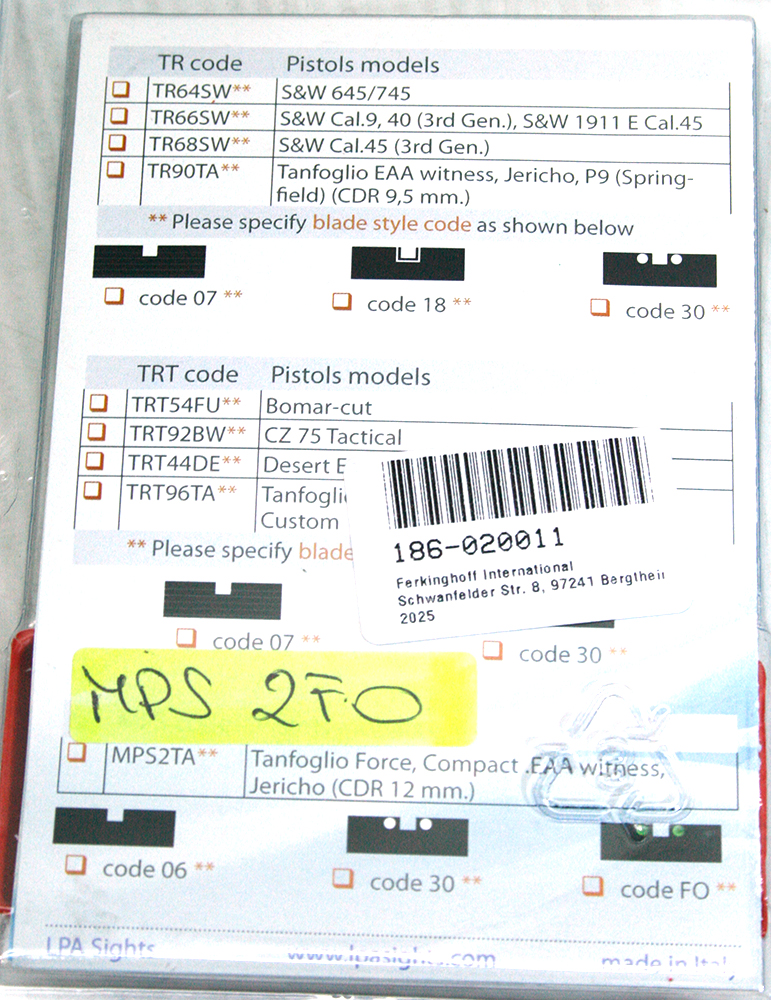 TR code Pistols models
TR64SW** S&W 645/745
TR66SW** S&W Cal.9, 40 (3rd Gen.), S&W 1911 E Cal.45
TR68SW** S&W Cal.45 (3rd Gen.)
TR90TA** Tanfoglio EAA witness, Jericho, P9 (Spring-
field) (CDR 9,5 mm.)
** Please specify blade style code as shown below
code 07 ** code 18 ** code 30 **
TRT code Pistols models
TRT54FU** Bomar-cut
TRT92BW** CZ 75 Tactical
TRT44DE** Desert E
TRT96TA** Tanfogli
Custom
** Please specify blade
186-020011
Ferkinghoff International
Schwanfelder Str. 8, 97241 Bergtheim
2025
code 07 ** code 30 **
MPS 2FO
MPS2TA** Tanfoglio Force, Compact .EAA witness,
Jericho (CDR 12 mm.)
code 06 ** code 30 ** code FO **
LPA Sights www.lpasights.com made in Ital